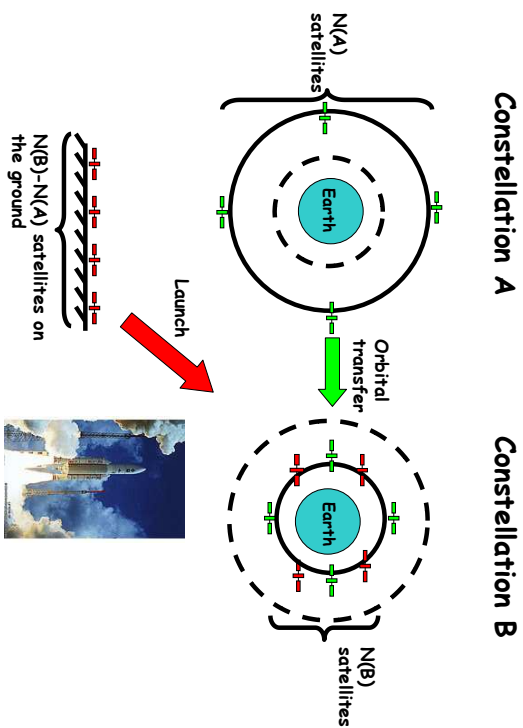 Constellation A
Constellation B
N(A)
satellites
Earth
Orbital
transfer
Earth
N(B)
satellites
Launch
N(B)-N(A) satellites on
the ground